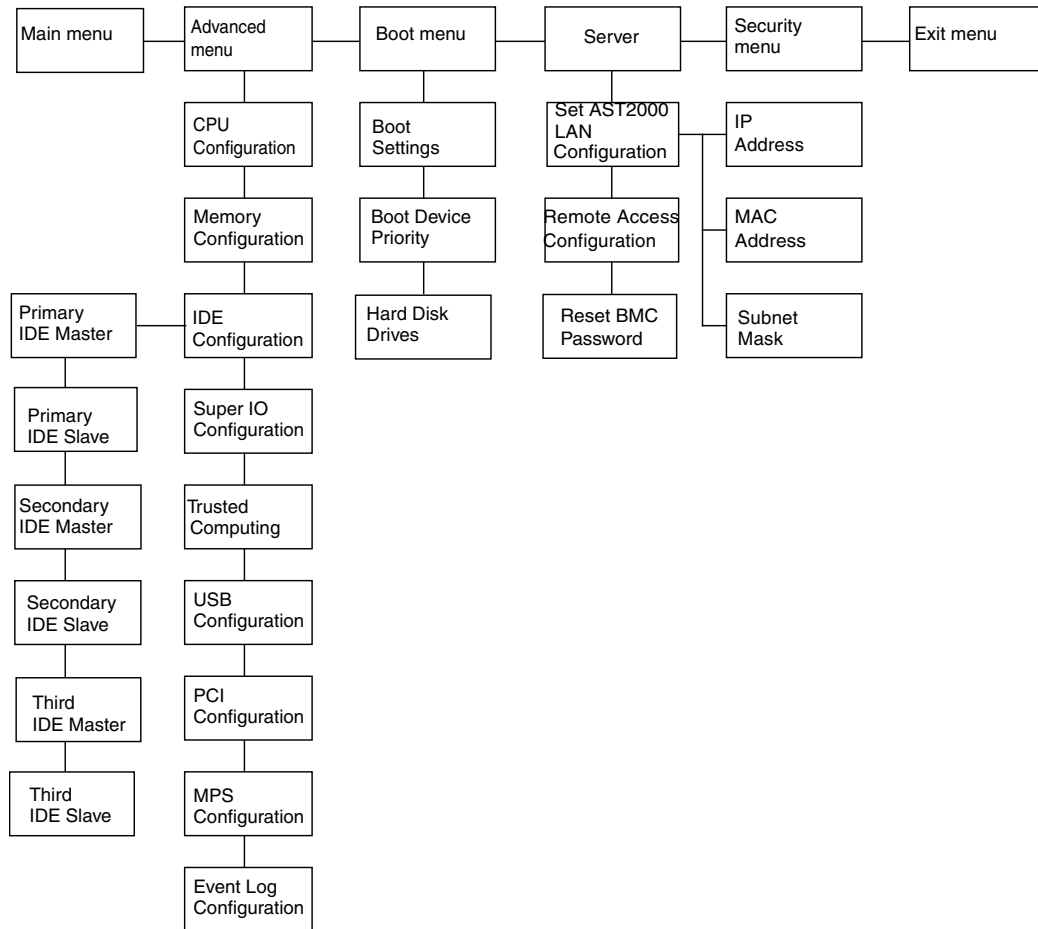 Main menu
Advanced
menu
Boot menu
Server
Security
menu
Exit menu
CPU
Configuration
Boot
Settings
Set AST2000
LAN
Configuration
IP
Address
Memory
Configuration
Boot Device
Priority
Remote Access
Configuration
MAC
Address
Primary
IDE Master
IDE
Configuration
Hard Disk
Drives
Reset BMC
Password
Subnet
Mask
Primary
IDE Slave
Super IO
Configuration
Secondary
IDE Master
Trusted
Computing
Secondary
IDE Slave
USB
Configuration
Third
IDE Master
PCI
Configuration
Third
IDE Slave
MPS
Configuration
Event Log
Configuration